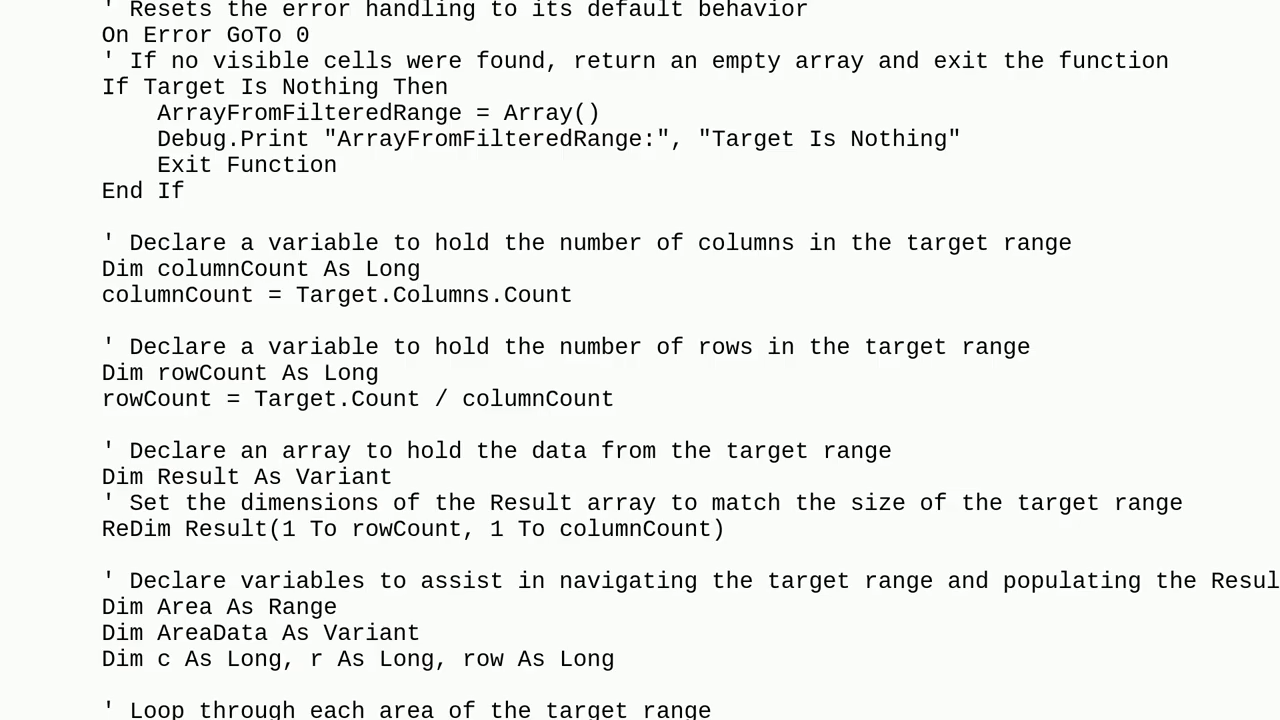 ' Resets the error handling to its default behavior
On Error GoTo 0
' If no visible cells were found, return an empty array and exit the function
If Target Is Nothing Then
    ArrayFromFilteredRange = Array()
    Debug.Print "ArrayFromFilteredRange:", "Target Is Nothing"
    Exit Function
End If

' Declare a variable to hold the number of columns in the target range
Dim columnCount As Long
columnCount = Target.Columns.Count

' Declare a variable to hold the number of rows in the target range
Dim rowCount As Long
rowCount = Target.Count / columnCount

' Declare an array to hold the data from the target range
Dim Result As Variant
' Set the dimensions of the Result array to match the size of the target range
ReDim Result(1 To rowCount, 1 To columnCount)

' Declare variables to assist in navigating the target range and populating the Resul
Dim Area As Range
Dim AreaData As Variant
Dim c As Long, r As Long, row As Long

' Loop through each area of the target range